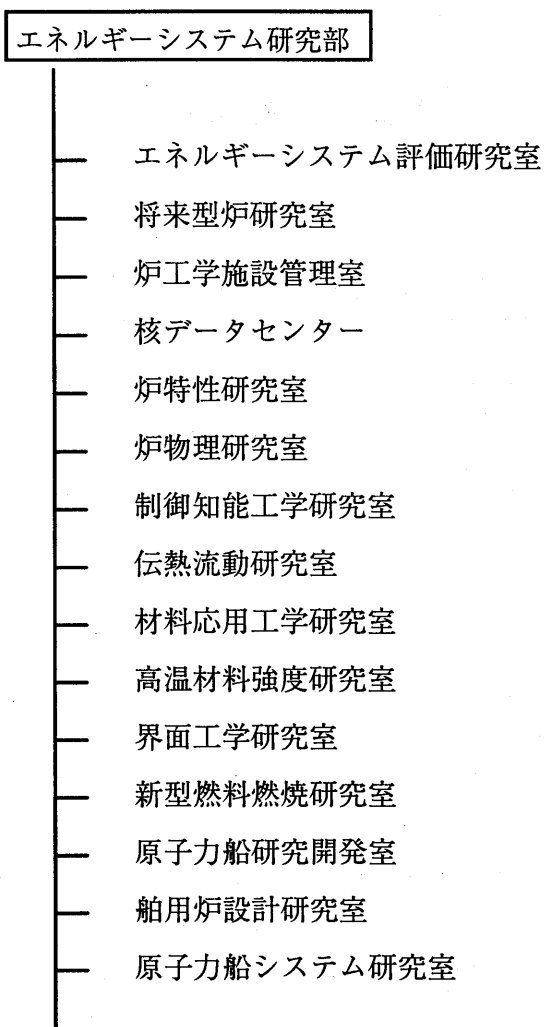 エネルギーシステム研究部
エネルギーシステム評価研究室
将来型炉研究室
炉工学施設管理室
核データセンター
炉特性研究室
炉物理研究室
制御知能工学研究室
伝熱流動研究室
材料応用工学研究室
高温材料強度研究室
界面工学研究室
新型燃料燃焼研究室
原子力船研究開発室
舶用炉設計研究室
原子力船システム研究室